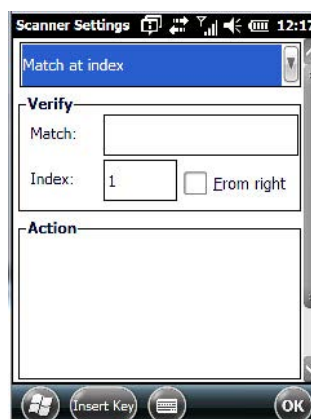 Scanner Settings 12:17
Match at index
Verify
Match:
Index: 1 From right
Action
Insert Key OK